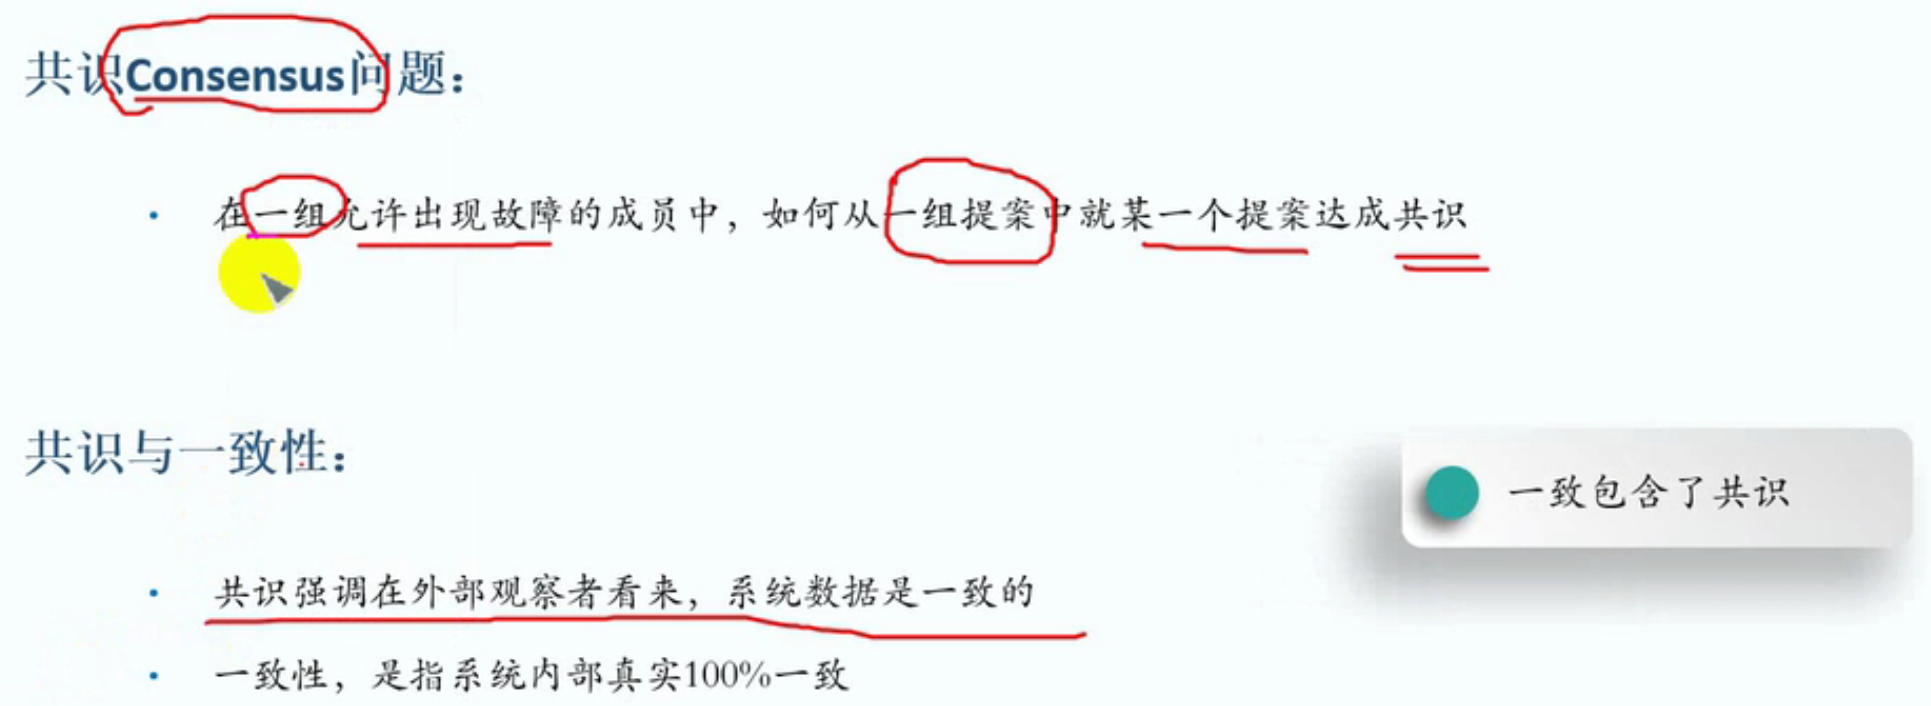 共识Consensus问题：
在一组允许出现故障的成员中，如何从一组提案中就某一个提案达成共识
共识与一致性：
一致包含了共识
共识强调在外部观察者看来，系统数据是一致的
一致性，是指系统内部真实100%一致